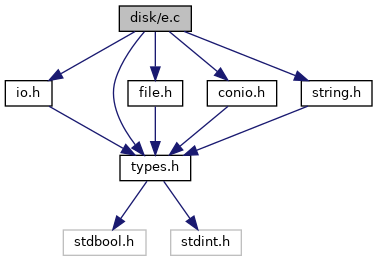 disk/e.c
io.h
file.h
conio.h
string.h
types.h
stdbool.h
stdint.h